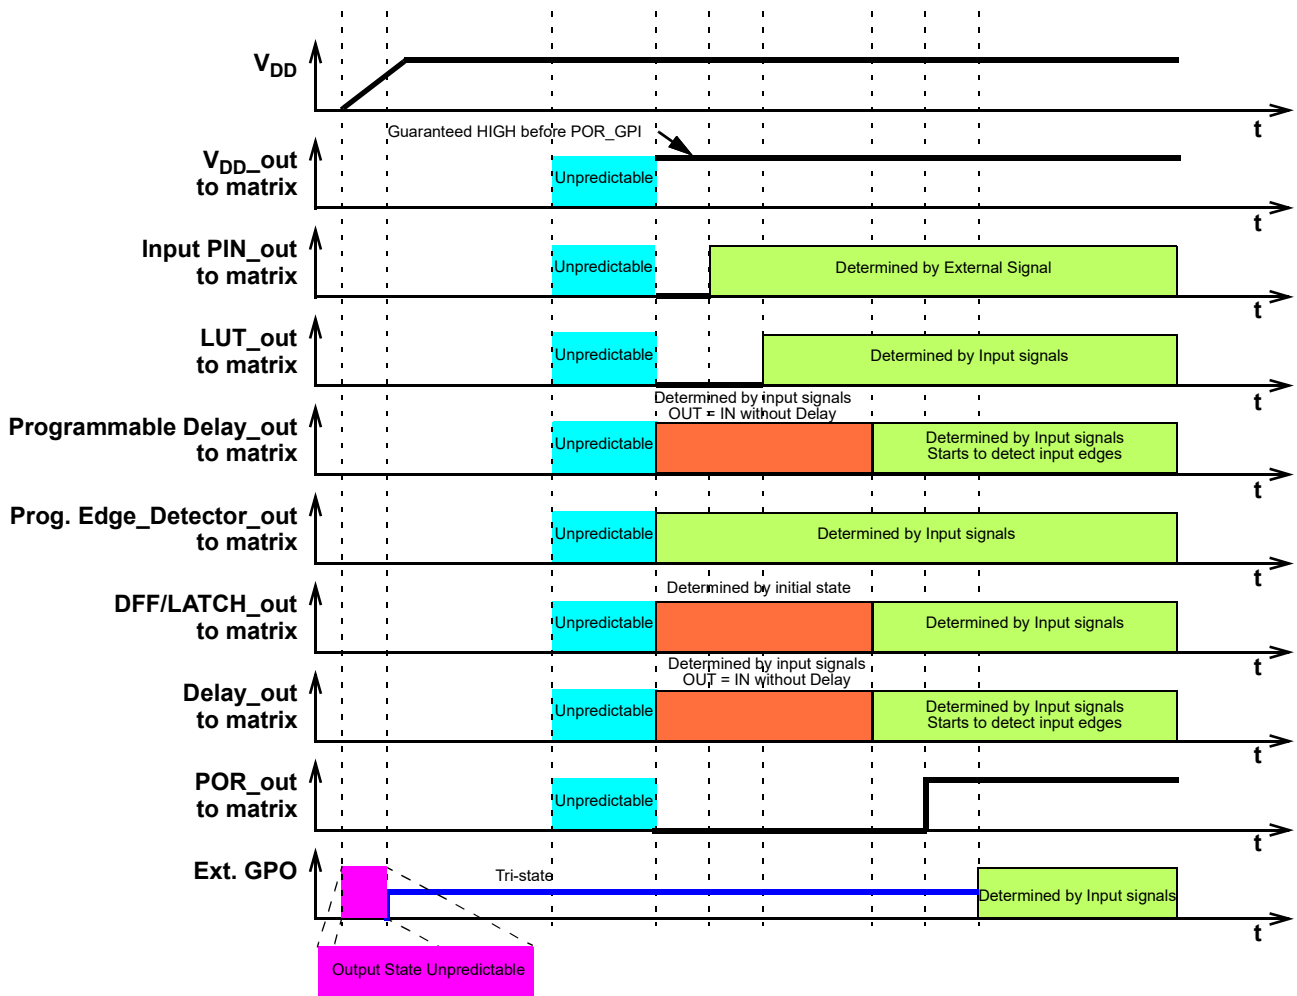 VDD
t
Guaranteed HIGH before POR_GPI
VDD_out
to matrix
Unpredictable
t
Input PIN_out
to matrix
Unpredictable
Determined by External Signal
t
LUT_out
to matrix
Unpredictable
Determined by Input signals
t
Determined by input signals
OUT = IN without Delay
Programmable Delay_out
to matrix
Unpredictable
Determined by Input signals
Starts to detect input edges
t
Prog. Edge_Detector_out
to matrix
Unpredictable
Determined by Input signals
t
Determined by initial state
DFF/LATCH_out
to matrix
Unpredictable
Determined by Input signals
t
Determined by input signals
OUT = IN without Delay
Delay_out
to matrix
Unpredictable
Determined by Input signals
Starts to detect input edges
t
POR_out
to matrix
Unpredictable
t
Ext. GPO
Tri-state
Determined by Input signals
t
Output State Unpredictable